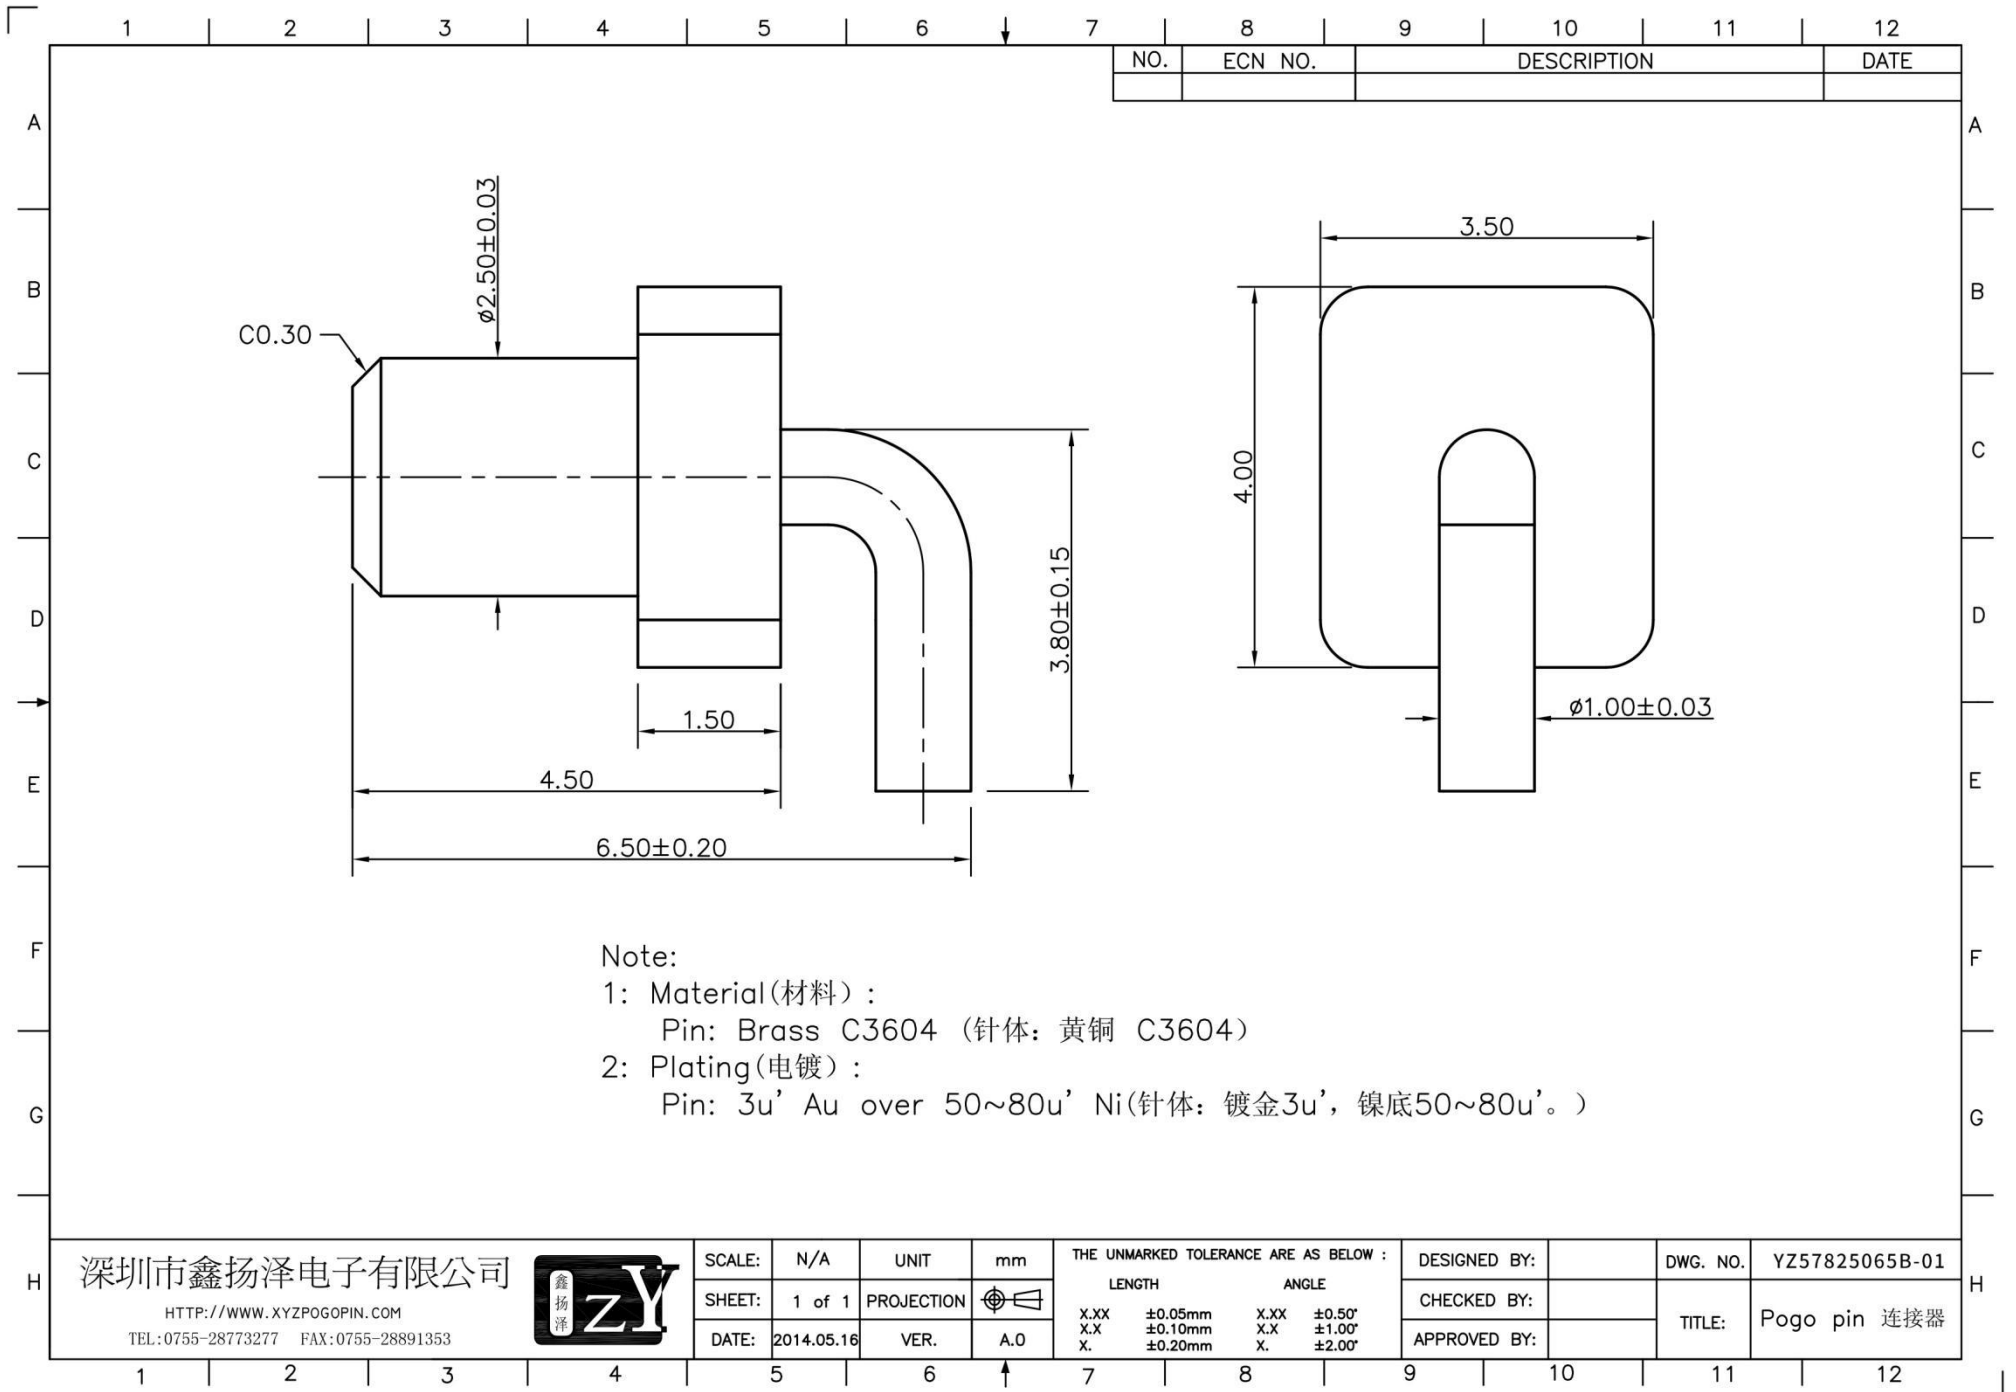 1 2 3 4 5 6 7 8 9 10 11 12
NO. ECN NO. DESCRIPTION DATE
A A
B B
C C
D D
E E
F F
G G
H H
C0.30
ø2.50±0.03
3.80±0.15
1.50
4.50
6.50±0.20
3.50
4.00
ø1.00±0.03
Note:
1: Material(材料):
Pin: Brass C3604 (针体: 黄铜 C3604)
2: Plating(电镀):
Pin: 3u' Au over 50~80u' Ni(针体: 镀金3u', 镍底50~80u'。)
深圳市鑫扬泽电子有限公司
HTTP://WWW.XYZPOGOPIN.COM
TEL:0755-28773277 FAX:0755-28891353
鑫扬泽
ZY
SCALE: N/A UNIT mm
SHEET: 1 of 1 PROJECTION
DATE: 2014.05.16 VER. A.0
THE UNMARKED TOLERANCE ARE AS BELOW :
LENGTH ANGLE
X.XX ±0.05mm X.XX ±0.50°
X.X ±0.10mm X.X ±1.00°
X. ±0.20mm X. ±2.00°
DESIGNED BY:
CHECKED BY:
APPROVED BY:
DWG. NO. YZ57825065B-01
TITLE: Pogo pin 连接器
1 2 3 4 5 6 7 8 9 10 11 12